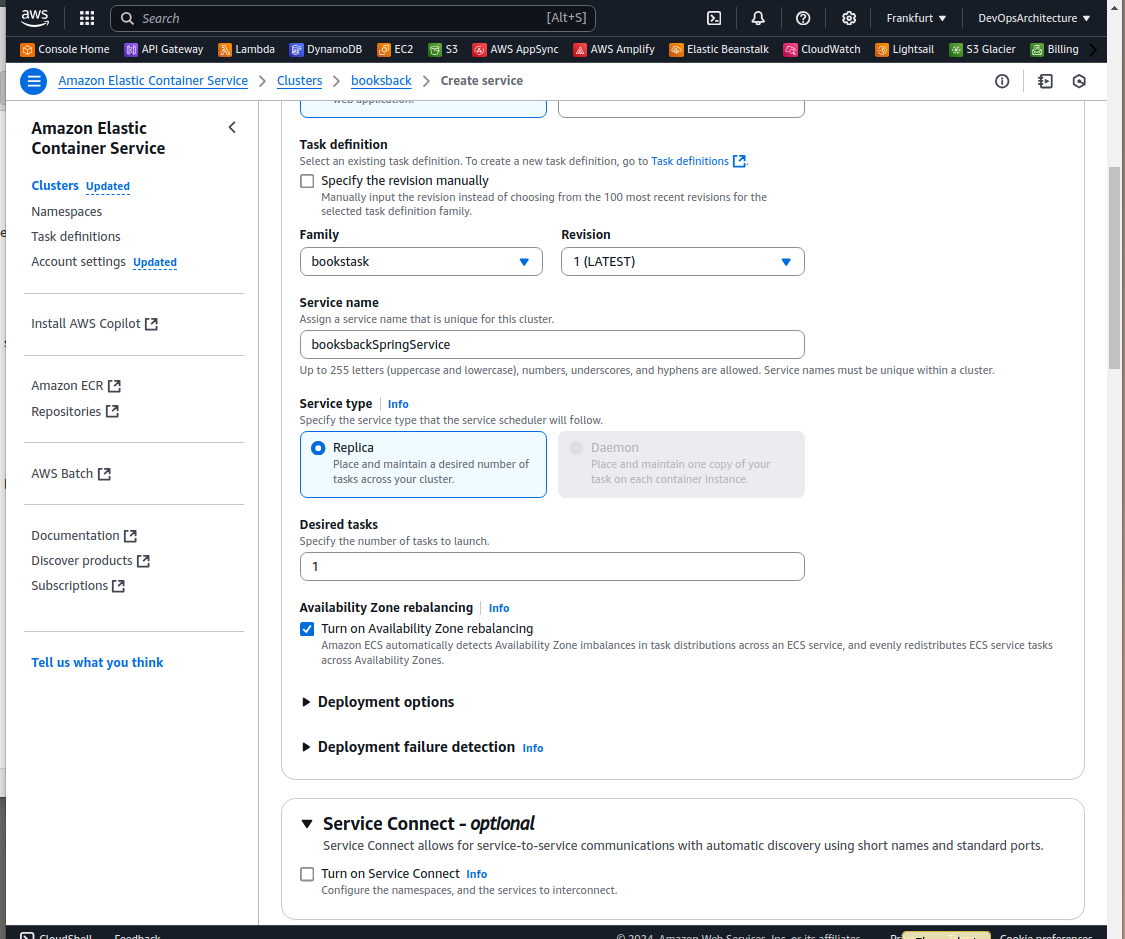 aws
Search [Alt+S]
Frankfurt ▼ DevOpsArchitecture ▼
Console Home API Gateway Lambda DynamoDB EC2 S3 AWS AppSync AWS Amplify Elastic Beanstalk CloudWatch Lightsail S3 Glacier Billing
Amazon Elastic Container Service > Clusters > booksback > Create service
Amazon Elastic
Container Service
Clusters Updated
Namespaces
Task definitions
Account settings Updated
Install AWS Copilot
Amazon ECR
Repositories
AWS Batch
Documentation
Discover products
Subscriptions
Tell us what you think
web application.
Task definition
Select an existing task definition. To create a new task definition, go to Task definitions.
Specify the revision manually
Manually input the revision instead of choosing from the 100 most recent revisions for the
selected task definition family.
Family Revision
bookstask 1 (LATEST)
Service name
Assign a service name that is unique for this cluster.
booksbackSpringService
Up to 255 letters (uppercase and lowercase), numbers, underscores, and hyphens are allowed. Service names must be unique within a cluster.
Service type Info
Specify the service type that the service scheduler will follow.
Replica
Place and maintain a desired number of
tasks across your cluster.
Daemon
Place and maintain one copy of your
task on each container instance.
Desired tasks
Specify the number of tasks to launch.
1
Availability Zone rebalancing Info
Turn on Availability Zone rebalancing
Amazon ECS automatically detects Availability Zone imbalances in task distributions across an ECS service, and evenly redistributes ECS service tasks
across Availability Zones.
Deployment options
Deployment failure detection Info
Service Connect - optional
Service Connect allows for service-to-service communications with automatic discovery using short names and standard ports.
Turn on Service Connect Info
Configure the namespaces, and the services to interconnect.
CloudShell Feedback © 2024, Amazon Web Services, Inc. or its affiliates. Cookie preferences